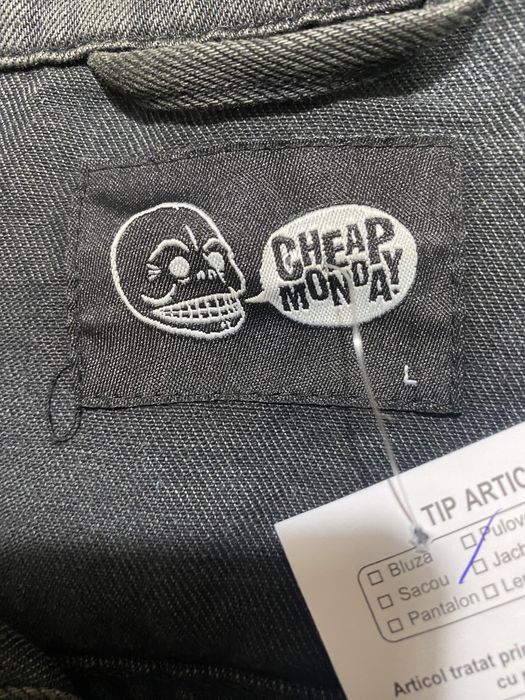 CHEAP
MONDAY!
L
TIP ARTIC
Bluza
Pulov
Sacou
Jach
Pantalon
Le
Articol tratat prin
cu